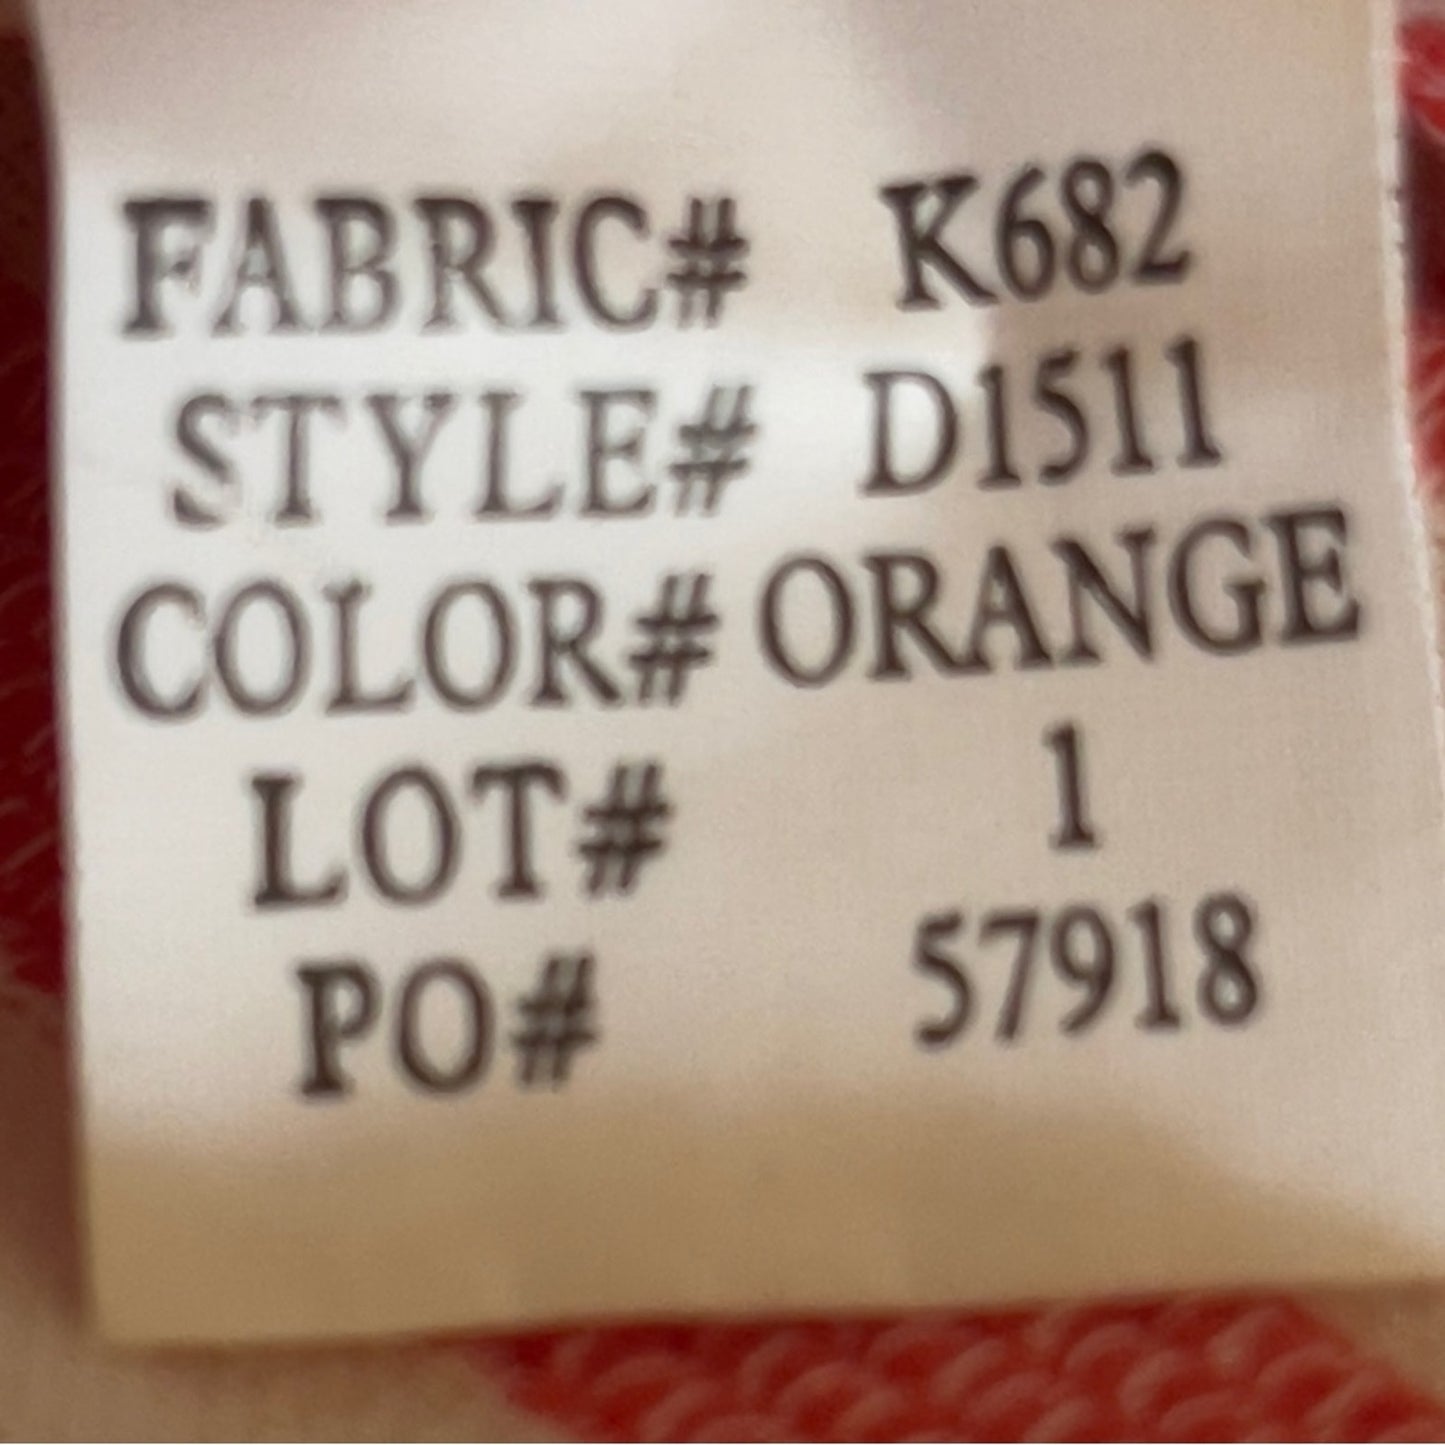 FABRIC# K682
STYLE# D1511
COLOR# ORANGE
LOT# 1
PO# 57918